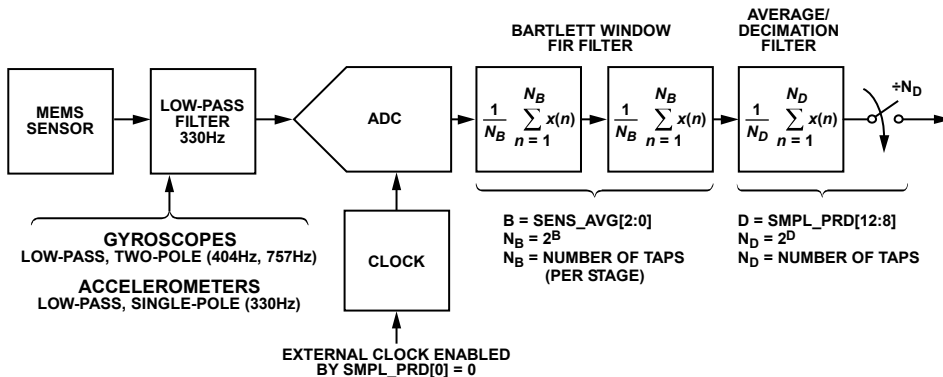 BARTLETT WINDOW
FIR FILTER
AVERAGE/
DECIMATION
FILTER
MEMS
SENSOR
LOW-PASS
FILTER
330Hz
ADC
1
N_B
N_B
∑ x(n)
n = 1
1
N_B
N_B
∑ x(n)
n = 1
1
N_D
N_D
∑ x(n)
n = 1
÷N_D
GYROSCOPES
LOW-PASS, TWO-POLE (404Hz, 757Hz)
ACCELEROMETERS
LOW-PASS, SINGLE-POLE (330Hz)
CLOCK
EXTERNAL CLOCK ENABLED
BY SMPL_PRD[0] = 0
B = SENS_AVG[2:0]
N_B = 2^B
N_B = NUMBER OF TAPS
(PER STAGE)
D = SMPL_PRD[12:8]
N_D = 2^D
N_D = NUMBER OF TAPS